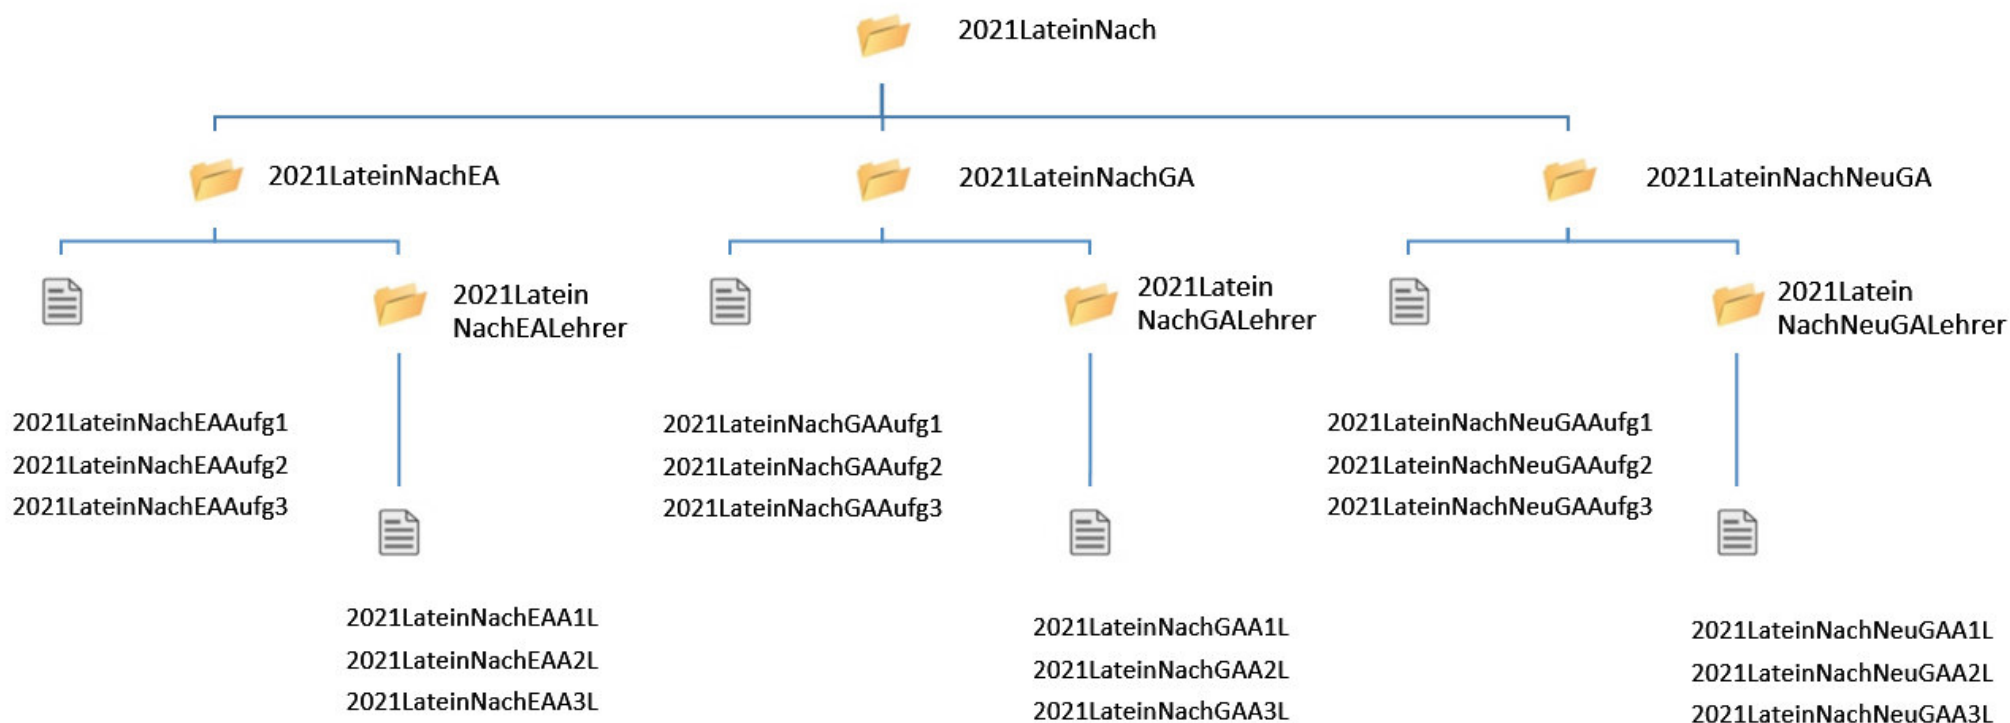 2021LateinNach
2021LateinNachEA
2021LateinNachGA
2021LateinNachNeuGA
2021Latein
NachEALehrer
2021Latein
NachGALehrer
2021Latein
NachNeuGALehrer
2021LateinNachEAAufg1
2021LateinNachEAAufg2
2021LateinNachEAAufg3
2021LateinNachGAAufg1
2021LateinNachGAAufg2
2021LateinNachGAAufg3
2021LateinNachNeuGAAufg1
2021LateinNachNeuGAAufg2
2021LateinNachNeuGAAufg3
2021LateinNachEAA1L
2021LateinNachEAA2L
2021LateinNachEAA3L
2021LateinNachGAA1L
2021LateinNachGAA2L
2021LateinNachGAA3L
2021LateinNachNeuGAA1L
2021LateinNachNeuGAA2L
2021LateinNachNeuGAA3L